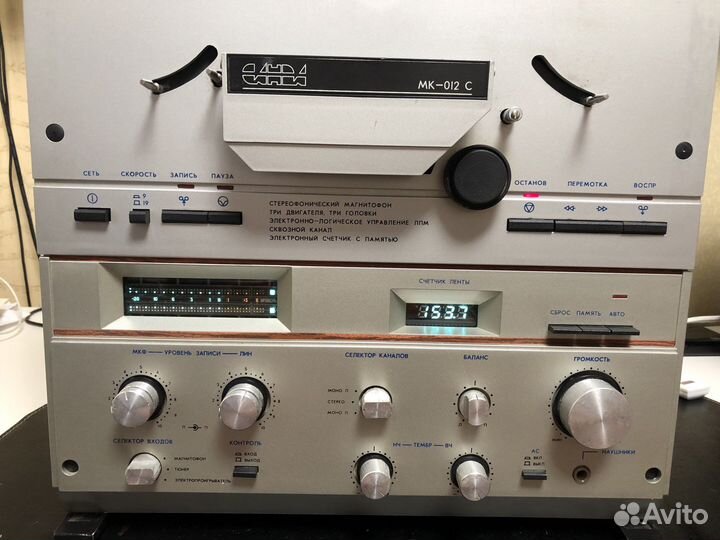 МК-012 С
СЕТЬ
СКОРОСТЬ
ЗАПИСЬ
ПАУЗА
9
19
ОСТАНОВ
ПЕРЕМОТКА
ВОСПР
СТЕРЕОФОНИЧЕСКИЙ МАГНИТОФОН
ТРИ ДВИГАТЕЛЯ, ТРИ ГОЛОВКИ
ЭЛЕКТРОННО-ЛОГИЧЕСКОЕ УПРАВЛЕНИЕ ЛПМ
СКВОЗНОЙ КАНАЛ
ЭЛЕКТРОННЫЙ СЧЕТЧИК С ПАМЯТЬЮ
СЧЕТЧИК ЛЕНТЫ
153.7
СБРОС ПАМЯТЬ АВТО
МКФ УРОВЕНЬ ЗАПИСИ ЛИН
СЕЛЕКТОР КАНАЛОВ
БАЛАНС
ГРОМКОСТЬ
МОНО Л
СТЕРЕО
МОНО П
Л П
СЕЛЕКТОР ВХОДОВ
КОНТРОЛЬ
ВХОД
ВЫХОД
НЧ ТЕМБР ВЧ
АС
ВКЛ
ВЫКЛ
НАУШНИКИ
МАГНИТОФОН
ТЮНЕР
ЭЛЕКТРОПРОИГРЫВАТЕЛЬ
Avito